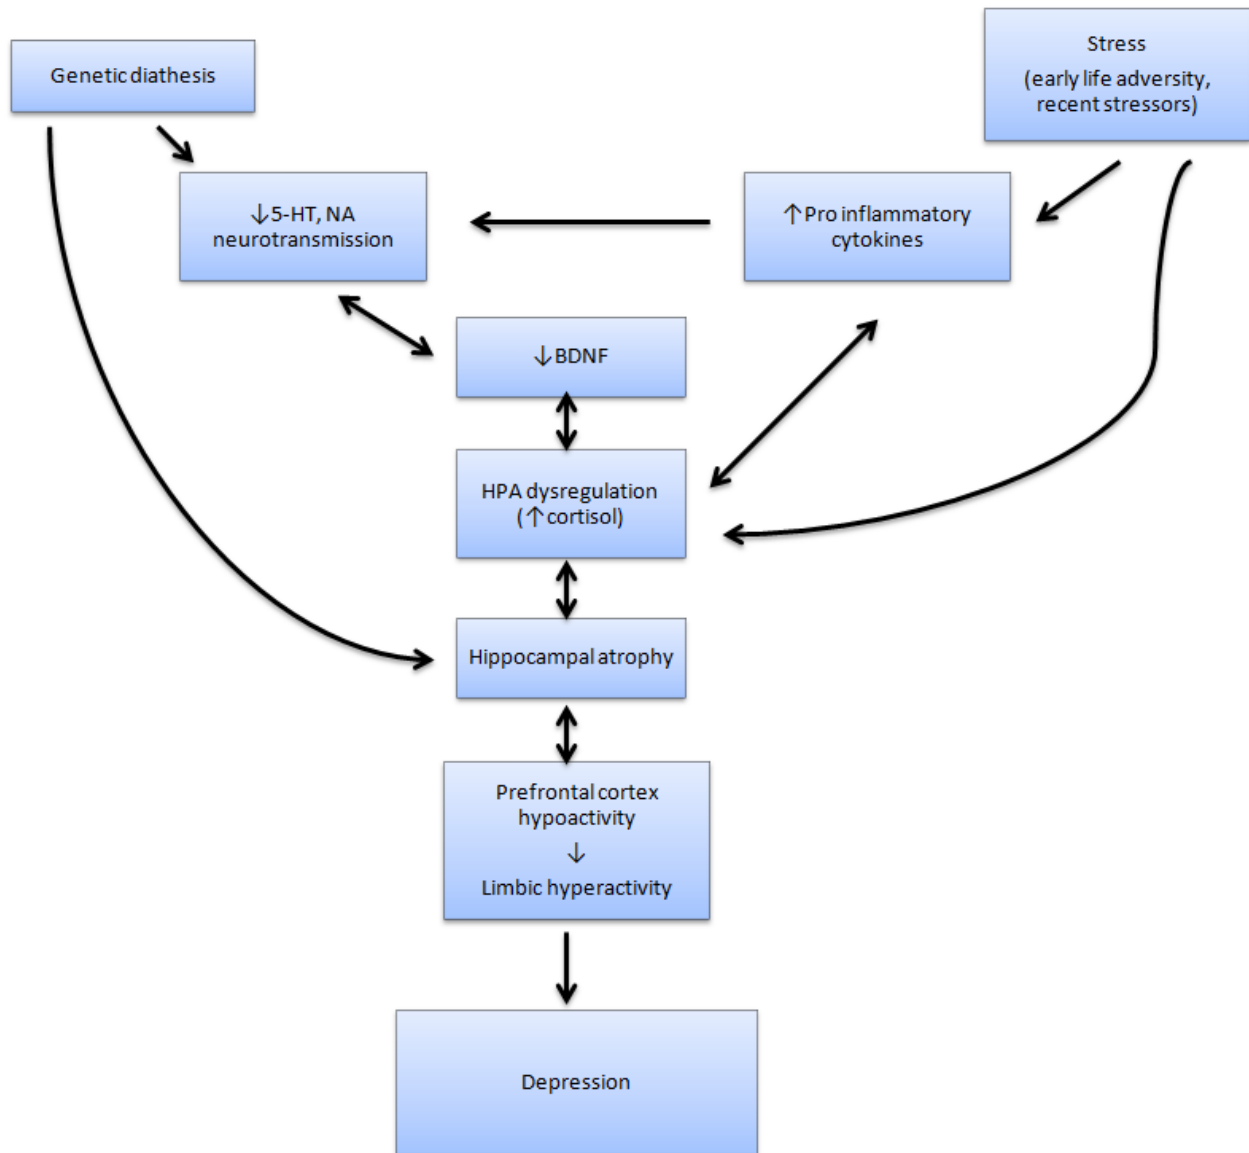 Genetic diathesis
Stress
(early life adversity,
recent stressors)
↓5-HT, NA
neurotransmission
↑Pro inflammatory
cytokines
↓BDNF
HPA dysregulation
(↑cortisol)
Hippocampal atrophy
Prefrontal cortex
hypoactivity
↓
Limbic hyperactivity
Depression